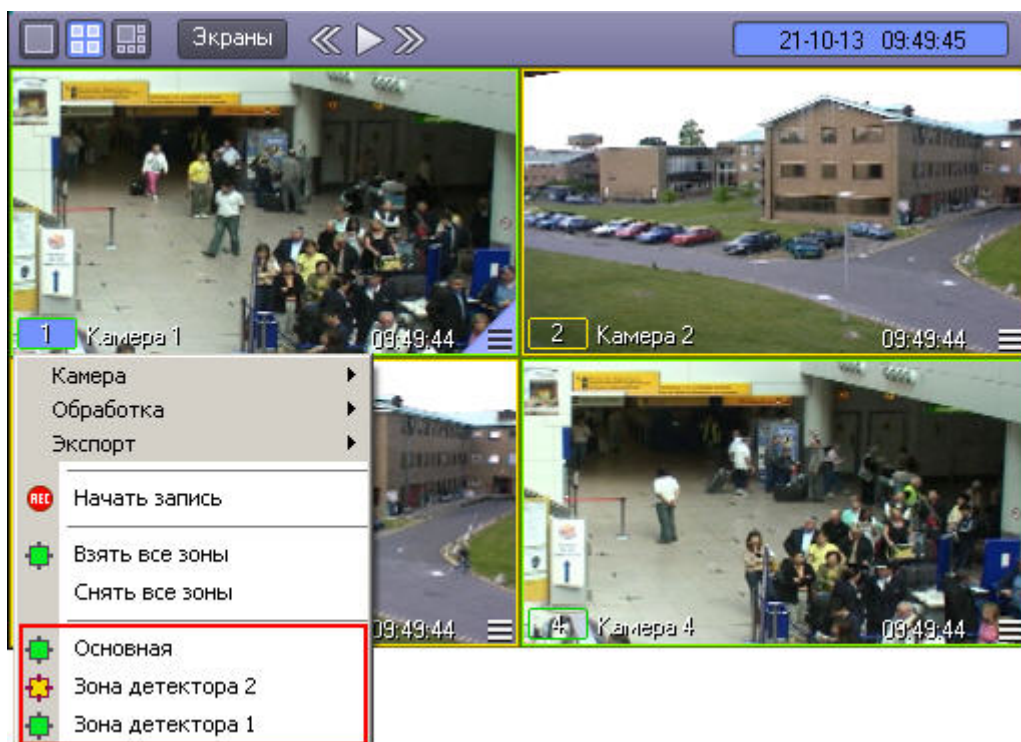 Экраны
21-10-13 09:49:45
1 Камера 1 09:49:44
2 Камера 2 09:49:44
Камера
Обработка
Экспорт
REC Начать запись
Взять все зоны
Снять все зоны
Основная
Зона детектора 2
Зона детектора 1
09:49:44
4 Камера 4 09:49:44